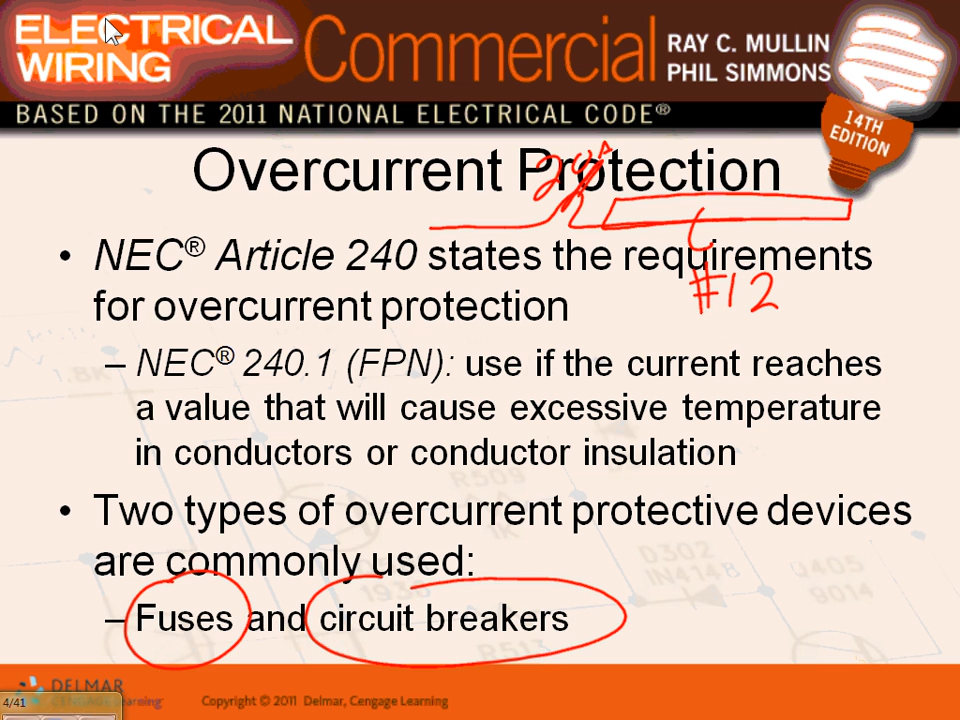 ELECTRICAL
WIRING
Commercial
RAY C. MULLIN
PHIL SIMMONS
BASED ON THE 2011 NATIONAL ELECTRICAL CODE®
14TH
EDITION
Overcurrent Protection
• NEC® Article 240 states the requirements
for overcurrent protection
#12
– NEC® 240.1 (FPN): use if the current reaches
a value that will cause excessive temperature
in conductors or conductor insulation
• Two types of overcurrent protective devices
are commonly used:
– Fuses and circuit breakers
DELMAR
CENGAGE Learning
Copyright © 2011 Delmar, Cengage Learning
4/41